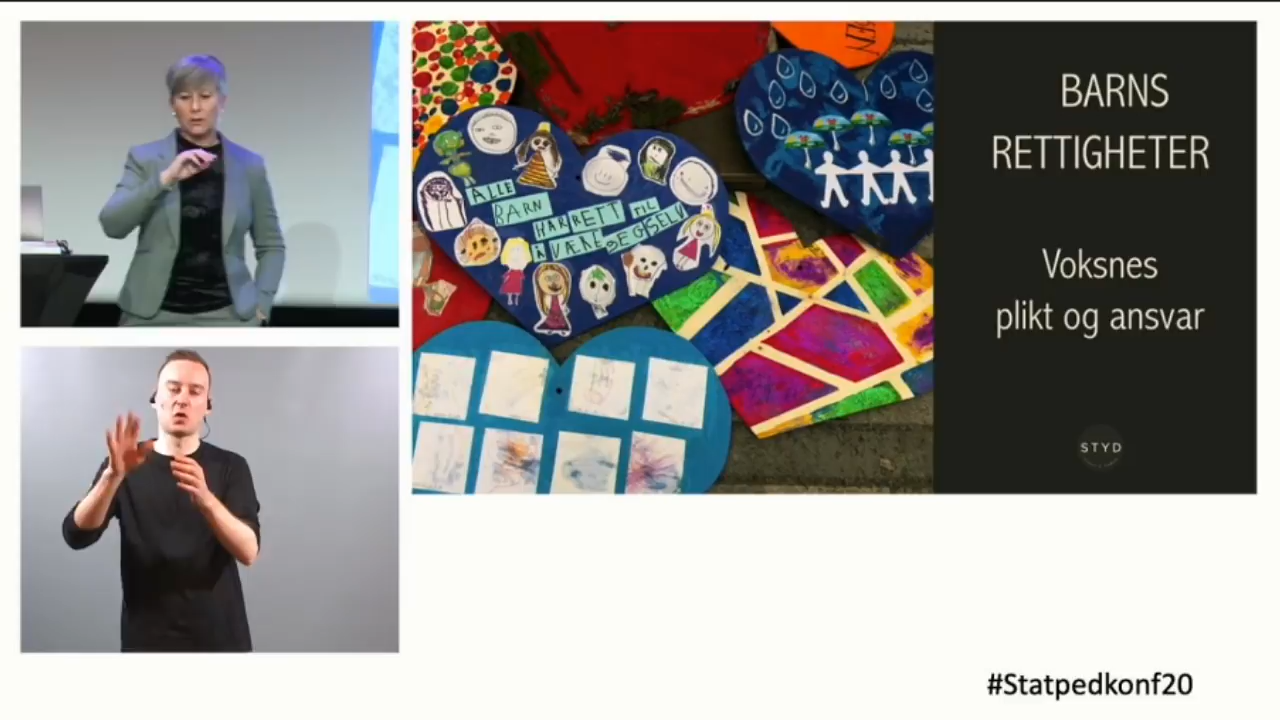 BARNS
RETTIGHETER
Voksnes
plikt og ansvar
STYD
ALLE
BARN
HAR RETT TIL
Å VÆRE SEG SELV
#Statpedkonf20